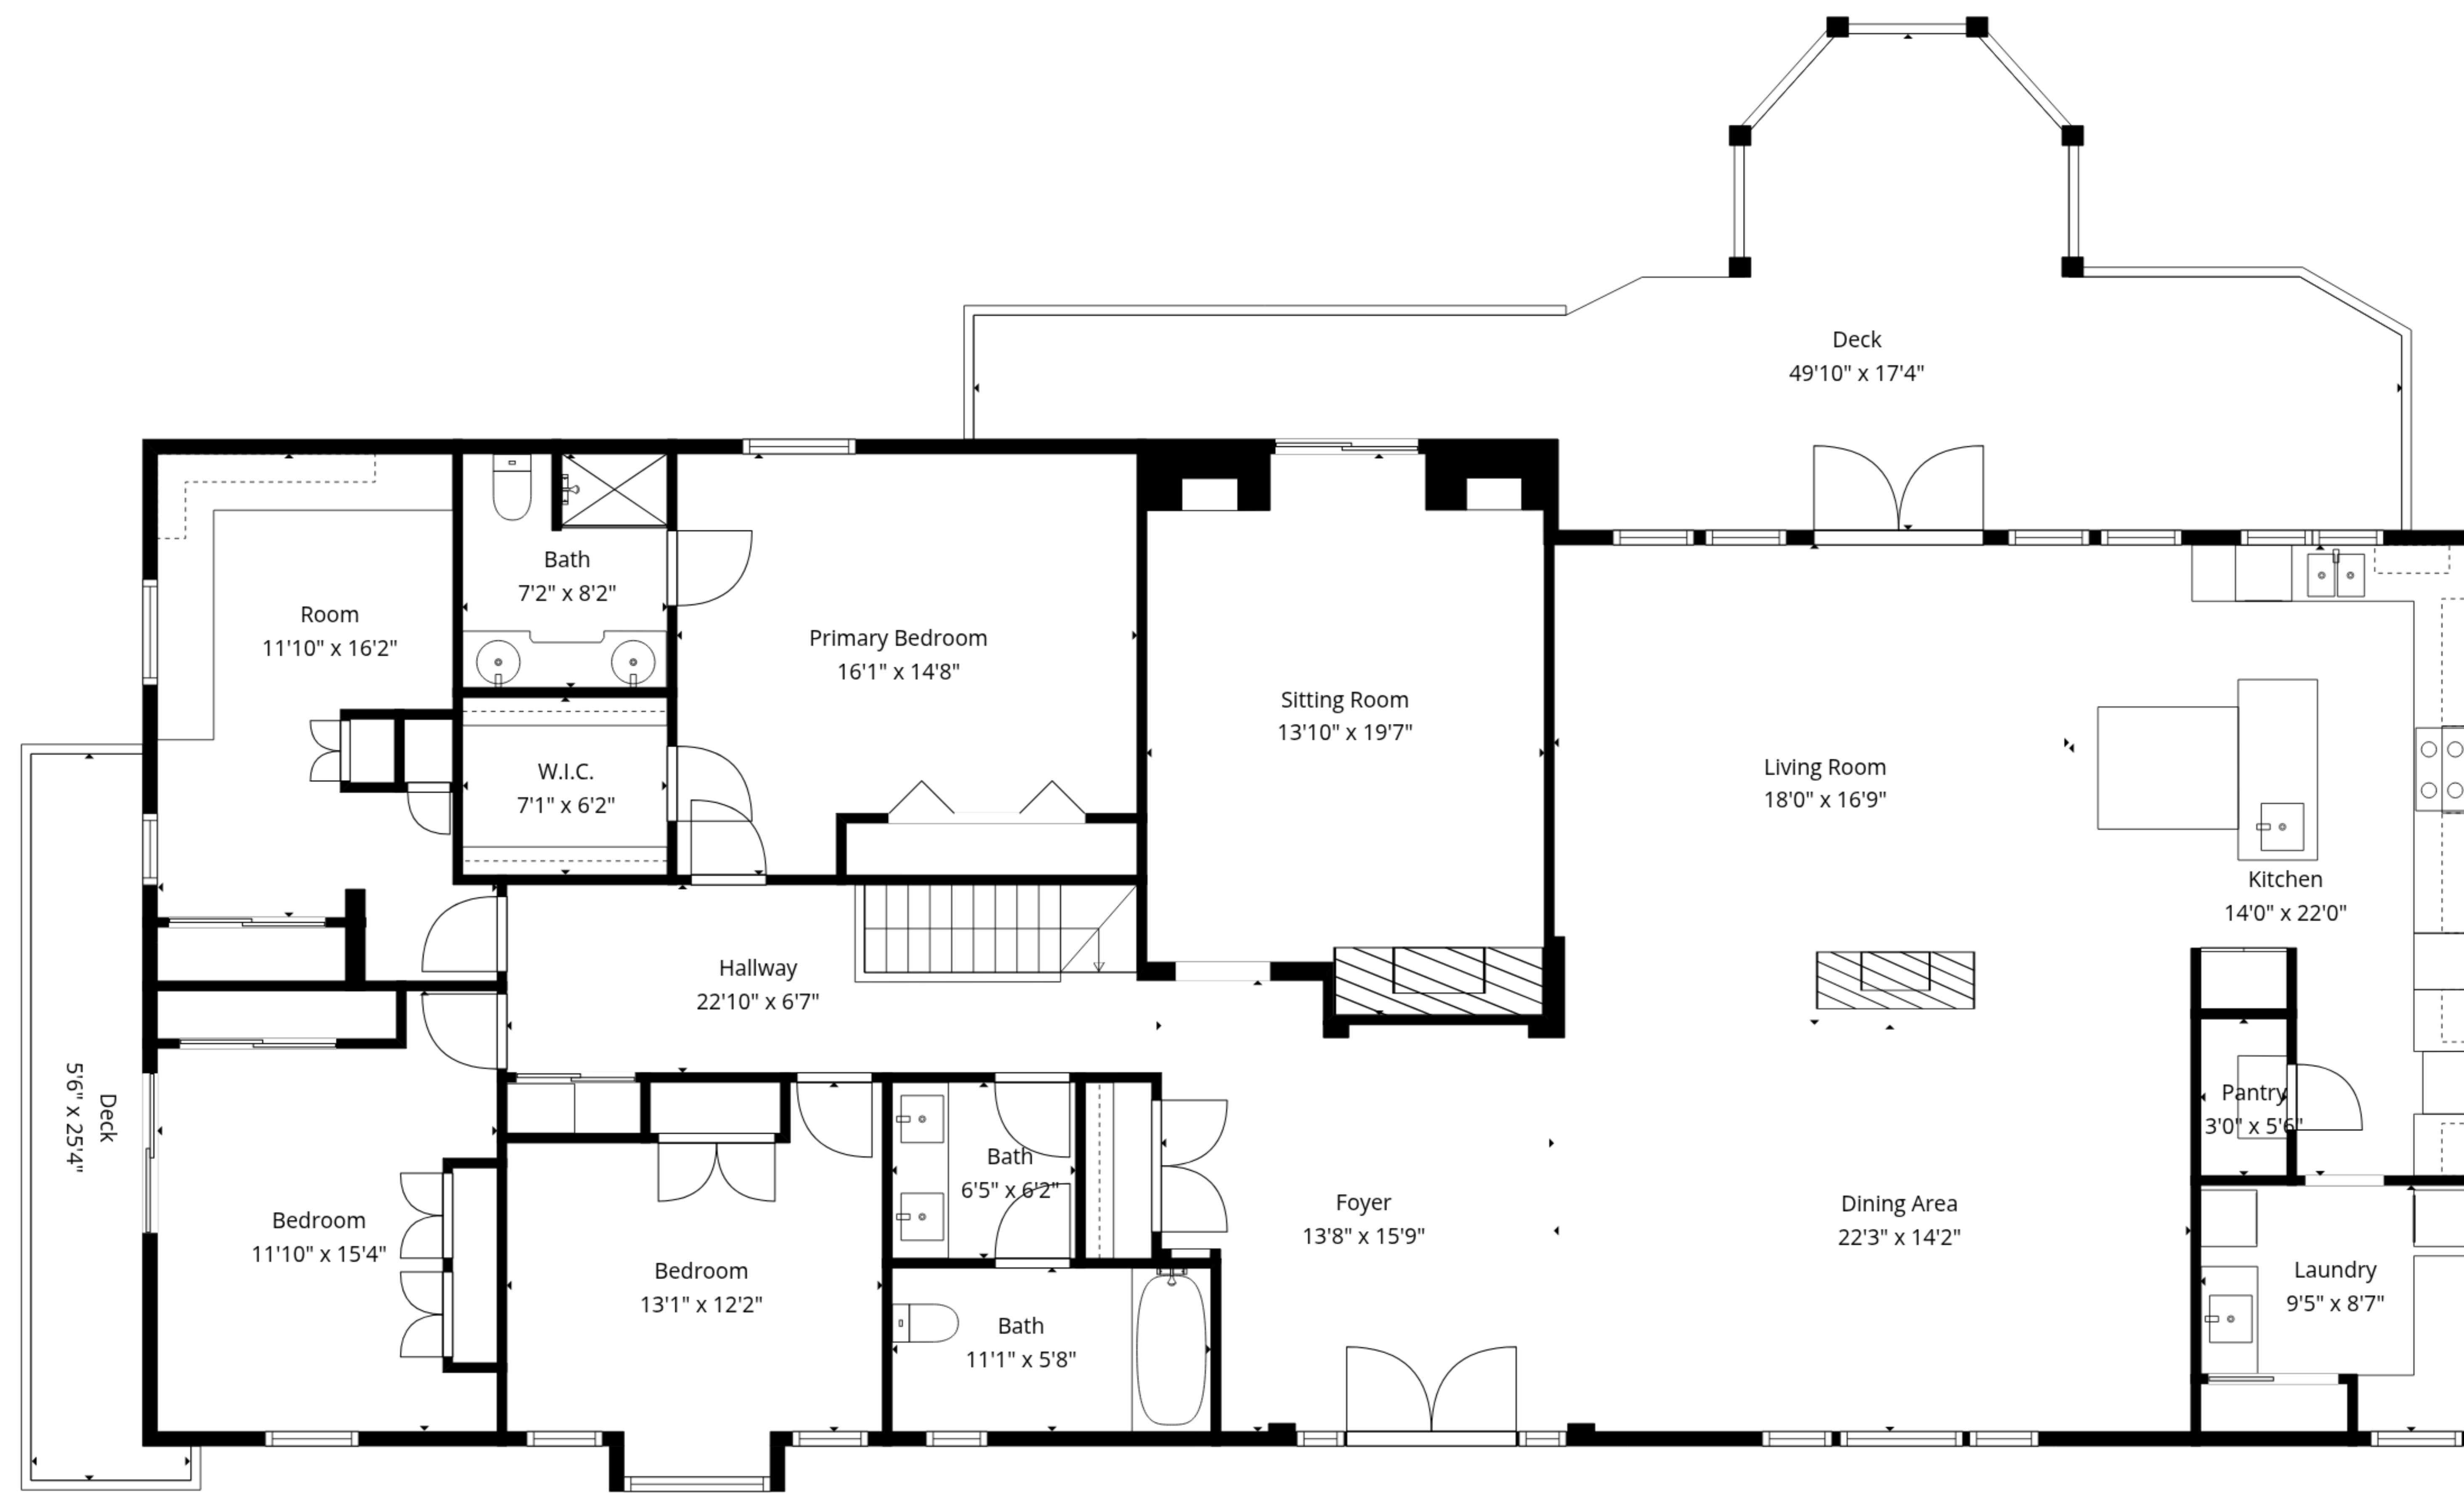 Deck
49'10" x 17'4"
Room
11'10" x 16'2"
Bath
7'2" x 8'2"
W.I.C.
7'1" x 6'2"
Primary Bedroom
16'1" x 14'8"
Sitting Room
13'10" x 19'7"
Living Room
18'0" x 16'9"
Kitchen
14'0" x 22'0"
Hallway
22'10" x 6'7"
Deck
5'6" x 25'4"
Bedroom
11'10" x 15'4"
Bedroom
13'1" x 12'2"
Bath
6'5" x 6'2"
Bath
11'1" x 5'8"
Foyer
13'8" x 15'9"
Dining Area
22'3" x 14'2"
Pantry
3'0" x 5'6"
Laundry
9'5" x 8'7"